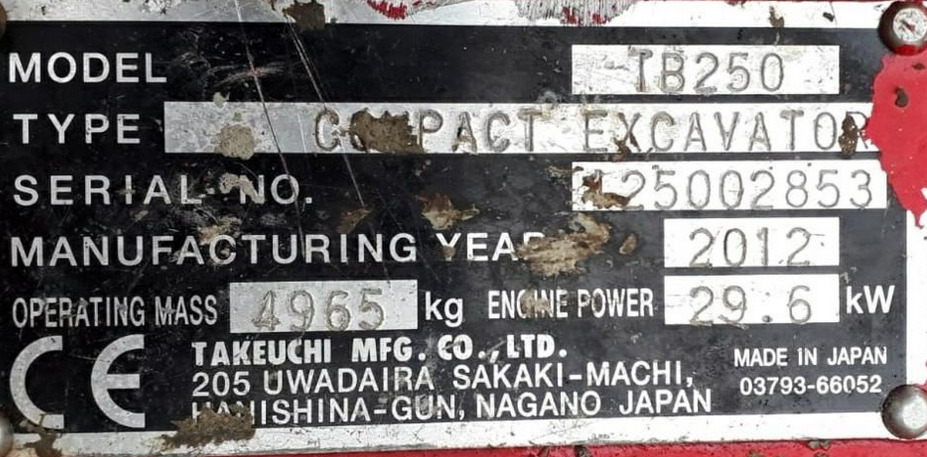 MODEL TB250
TYPE COMPACT EXCAVATOR
SERIAL NO. 125002853
MANUFACTURING YEAR 2012
OPERATING MASS 4965 kg ENGINE POWER 29.6 kW
CE
TAKEUCHI MFG. CO., LTD.
205 UWADAIRA SAKAKI-MACHI,
HANISHINA-GUN, NAGANO JAPAN
MADE IN JAPAN
03793-66052